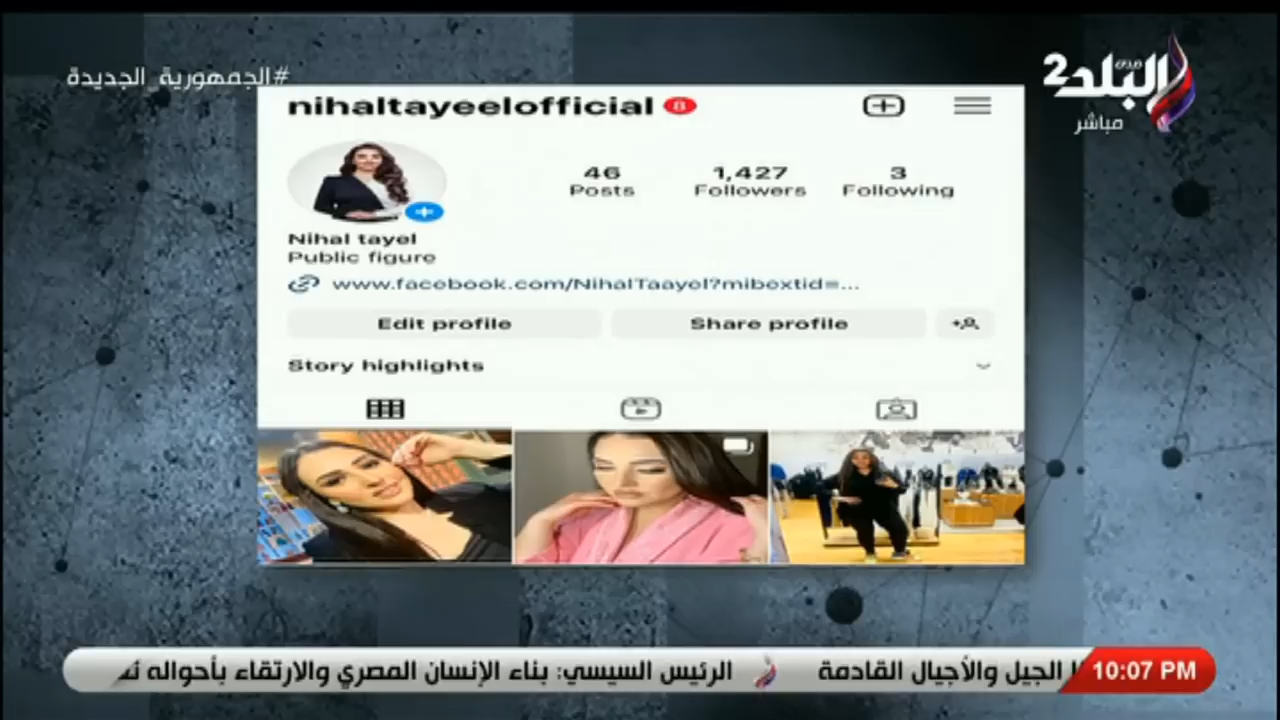 #الجمهورية_الجديدة
صدى البلد2
مباشر
nihaltayeelofficial 8
46 1,427 3
Posts Followers Following
Nihal tayel
Public figure
www.facebook.com/NihalTaayel?mibextid=...
Edit profile Share profile
Story highlights
الجيل والأجيال القادمة الرئيس السيسي: بناء الإنسان المصري والارتقاء بأحواله
10:07 PM